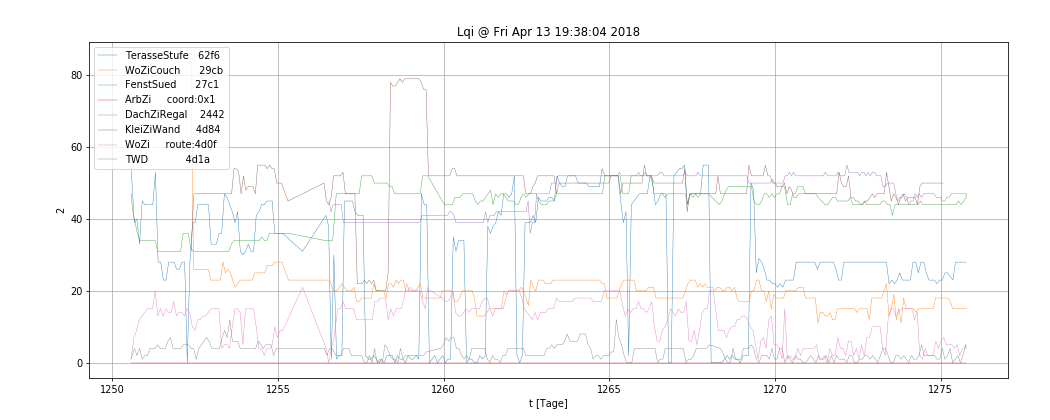 Lqi @ Fri Apr 13 19:38:04 2018
TerasseStufe 62f6
WoZiCouch 29cb
FenstSued 27c1
ArbZi coord:0x1
DachZiRegal 2442
KleiZiWand 4d84
WoZi route:4d0f
TWD 4d1a
80
60
40
20
0
2
1250 1255 1260 1265 1270 1275
t [Tage]